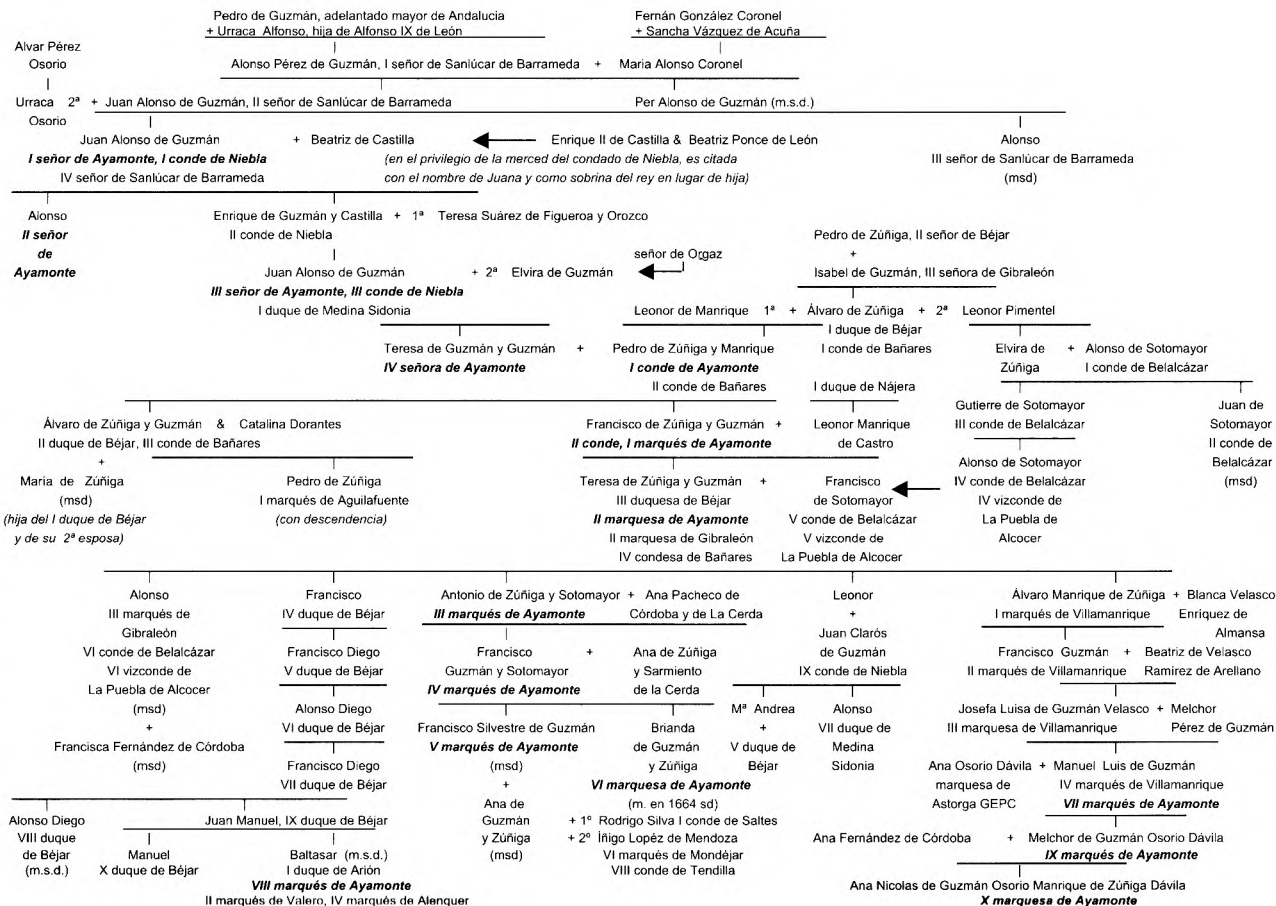 Pedro de Guzmán, adelantado mayor de Andalucia
+ Urraca Alfonso, hija de Alfonso IX de León
Fernán González Coronel
+ Sancha Vázquez de Acuña
Alvar Pérez
Osorio
Alonso Pérez de Guzmán, I señor de Sanlúcar de Barrameda + Maria Alonso Coronel
Urraca 2ª + Juan Alonso de Guzmán, II señor de Sanlúcar de Barrameda
Osorio
Per Alonso de Guzmán (m.s.d.)
Juan Alonso de Guzmán + Beatriz de Castilla
I señor de Ayamonte, I conde de Niebla
IV señor de Sanlúcar de Barrameda
Enrique II de Castilla & Beatriz Ponce de León
(en el privilegio de la merced del condado de Niebla, es citada
con el nombre de Juana y como sobrina del rey en lugar de hija)
Alonso
III señor de Sanlúcar de Barrameda
(msd)
Alonso
II señor
de
Ayamonte
Enrique de Guzmán y Castilla + 1ª Teresa Suárez de Figueroa y Orozco
II conde de Niebla
Juan Alonso de Guzmán + 2ª Elvira de Guzmán
III señor de Ayamonte, III conde de Niebla
I duque de Medina Sidonia
señor de Orgaz
Pedro de Zúñiga, II señor de Béjar
+
Isabel de Guzmán, III señora de Gibraleón
Leonor de Manrique 1ª + Álvaro de Zúñiga + 2ª Leonor Pimentel
I duque de Béjar
I conde de Bañares
Teresa de Guzmán y Guzmán + Pedro de Zúñiga y Manrique
IV señora de Ayamonte
I conde de Ayamonte
II conde de Bañares
Elvira de + Alonso de Sotomayor
Zúñiga
I conde de Belalcázar
I duque de Nájera
Álvaro de Zúñiga y Guzmán & Catalina Dorantes
II duque de Béjar, III conde de Bañares
+
Maria de Zúñiga
(msd)
(hija del I duque de Béjar
y de su 2ª esposa)
Pedro de Zúñiga
I marqués de Aguilafuente
(con descendencia)
Francisco de Zúñiga y Guzmán + Leonor Manrique
II conde, I marqués de Ayamonte
de Castro
Gutierre de Sotomayor
III conde de Belalcázar
Juan de
Sotomayor
II conde de
Belalcázar
(msd)
Teresa de Zúñiga y Guzmán +
III duquesa de Béjar
II marquesa de Ayamonte
II marquesa de Gibraleón
IV condesa de Bañares
Francisco
de Sotomayor
V conde de Belalcázar
V vizconde de
La Puebla de Alcocer
Alonso de Sotomayor
IV conde de Belalcázar
IV vizconde de
La Puebla de
Alcocer
Alonso
III marqués de
Gibraleón
VI conde de Belalcázar
VI vizconde de
La Puebla de Alcocer
(msd)
+
Francisca Fernández de Córdoba
(msd)
Francisco
IV duque de Béjar
Francisco Diego
V duque de Béjar
Alonso Diego
VI duque de Béjar
Francisco Diego
VII duque de Béjar
Antonio de Zúñiga y Sotomayor + Ana Pacheco de
III marqués de Ayamonte
Córdoba y de La Cerda
Francisco +
Guzmán y Sotomayor
IV marqués de Ayamonte
Ana de Zúñiga
y Sarmiento
de la Cerda
Francisco Silvestre de Guzmán
V marqués de Ayamonte
(msd)
+
Ana de
Guzmán
y Zúñiga
(msd)
Brianda
de Guzmán
y Zúñiga
VI marquesa de Ayamonte
(m. en 1664 sd)
+ 1º Rodrigo Silva I conde de Saltes
+ 2º Íñigo Lopéz de Mendoza
VI marqués de Mondéjar
VIII conde de Tendilla
Leonor
+
Juan Clarós
de Guzmán
IX conde de Niebla
Mª Andrea
+
V duque de
Béjar
Alonso
VII duque de
Medina
Sidonia
Álvaro Manrique de Zúñiga + Blanca Velasco
I marqués de Villamanrique
Enríquez de
Almansa
Francisco Guzmán + Beatriz de Velasco
II marqués de Villamanrique
Ramírez de Arellano
Josefa Luisa de Guzmán Velasco + Melchor
III marquesa de Villamanrique
Pérez de Guzmán
Ana Osorio Dávila + Manuel Luis de Guzmán
marquesa de
Astorga GEPC
IV marqués de Villamanrique
VII marqués de Ayamonte
Ana Fernández de Córdoba + Melchor de Guzmán Osorio Dávila
IX marqués de Ayamonte
Ana Nicolas de Guzmán Osorio Manrique de Zúñiga Dávila
X marquesa de Ayamonte
Alonso Diego
VIII duque
de Béjar
(m.s.d.)
Juan Manuel, IX duque de Béjar
Manuel
X duque de Béjar
Baltasar (m.s.d.)
I duque de Arión
VIII marqués de Ayamonte
II marqués de Valero, IV marqués de Alenquer